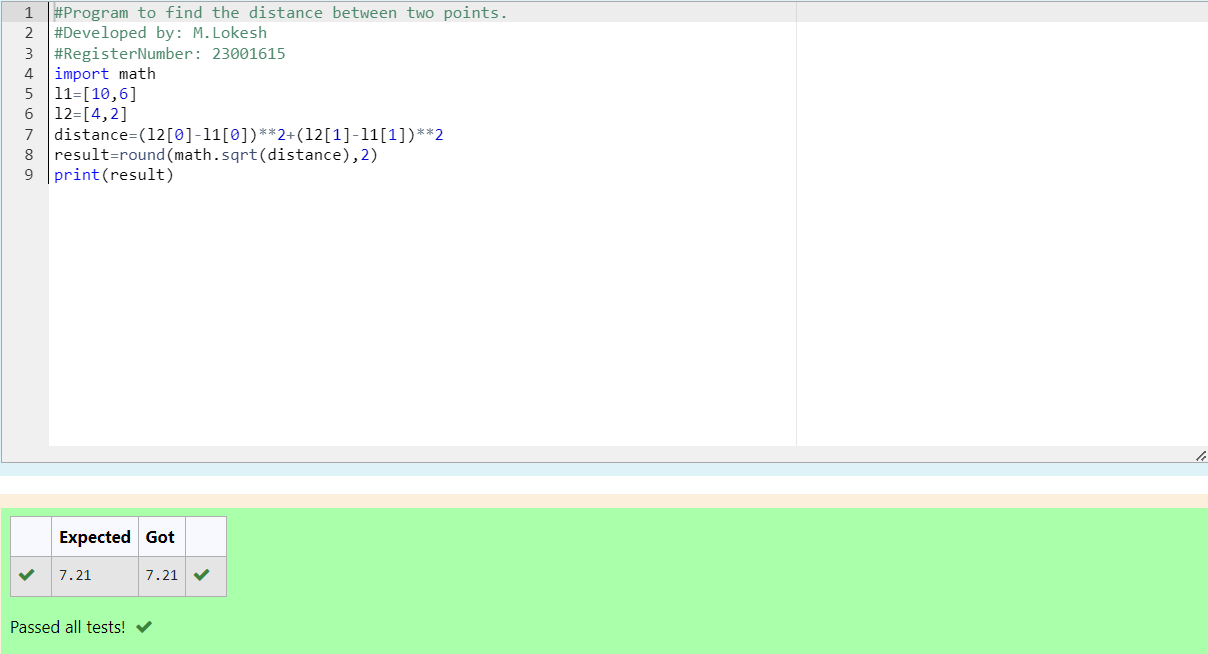 1 #Program to find the distance between two points.
2 #Developed by: M.Lokesh
3 #RegisterNumber: 23001615
4 import math
5 l1=[10,6]
6 l2=[4,2]
7 distance=(l2[0]-l1[0])**2+(l2[1]-l1[1])**2
8 result=round(math.sqrt(distance),2)
9 print(result)
Expected Got
7.21 7.21
Passed all tests!